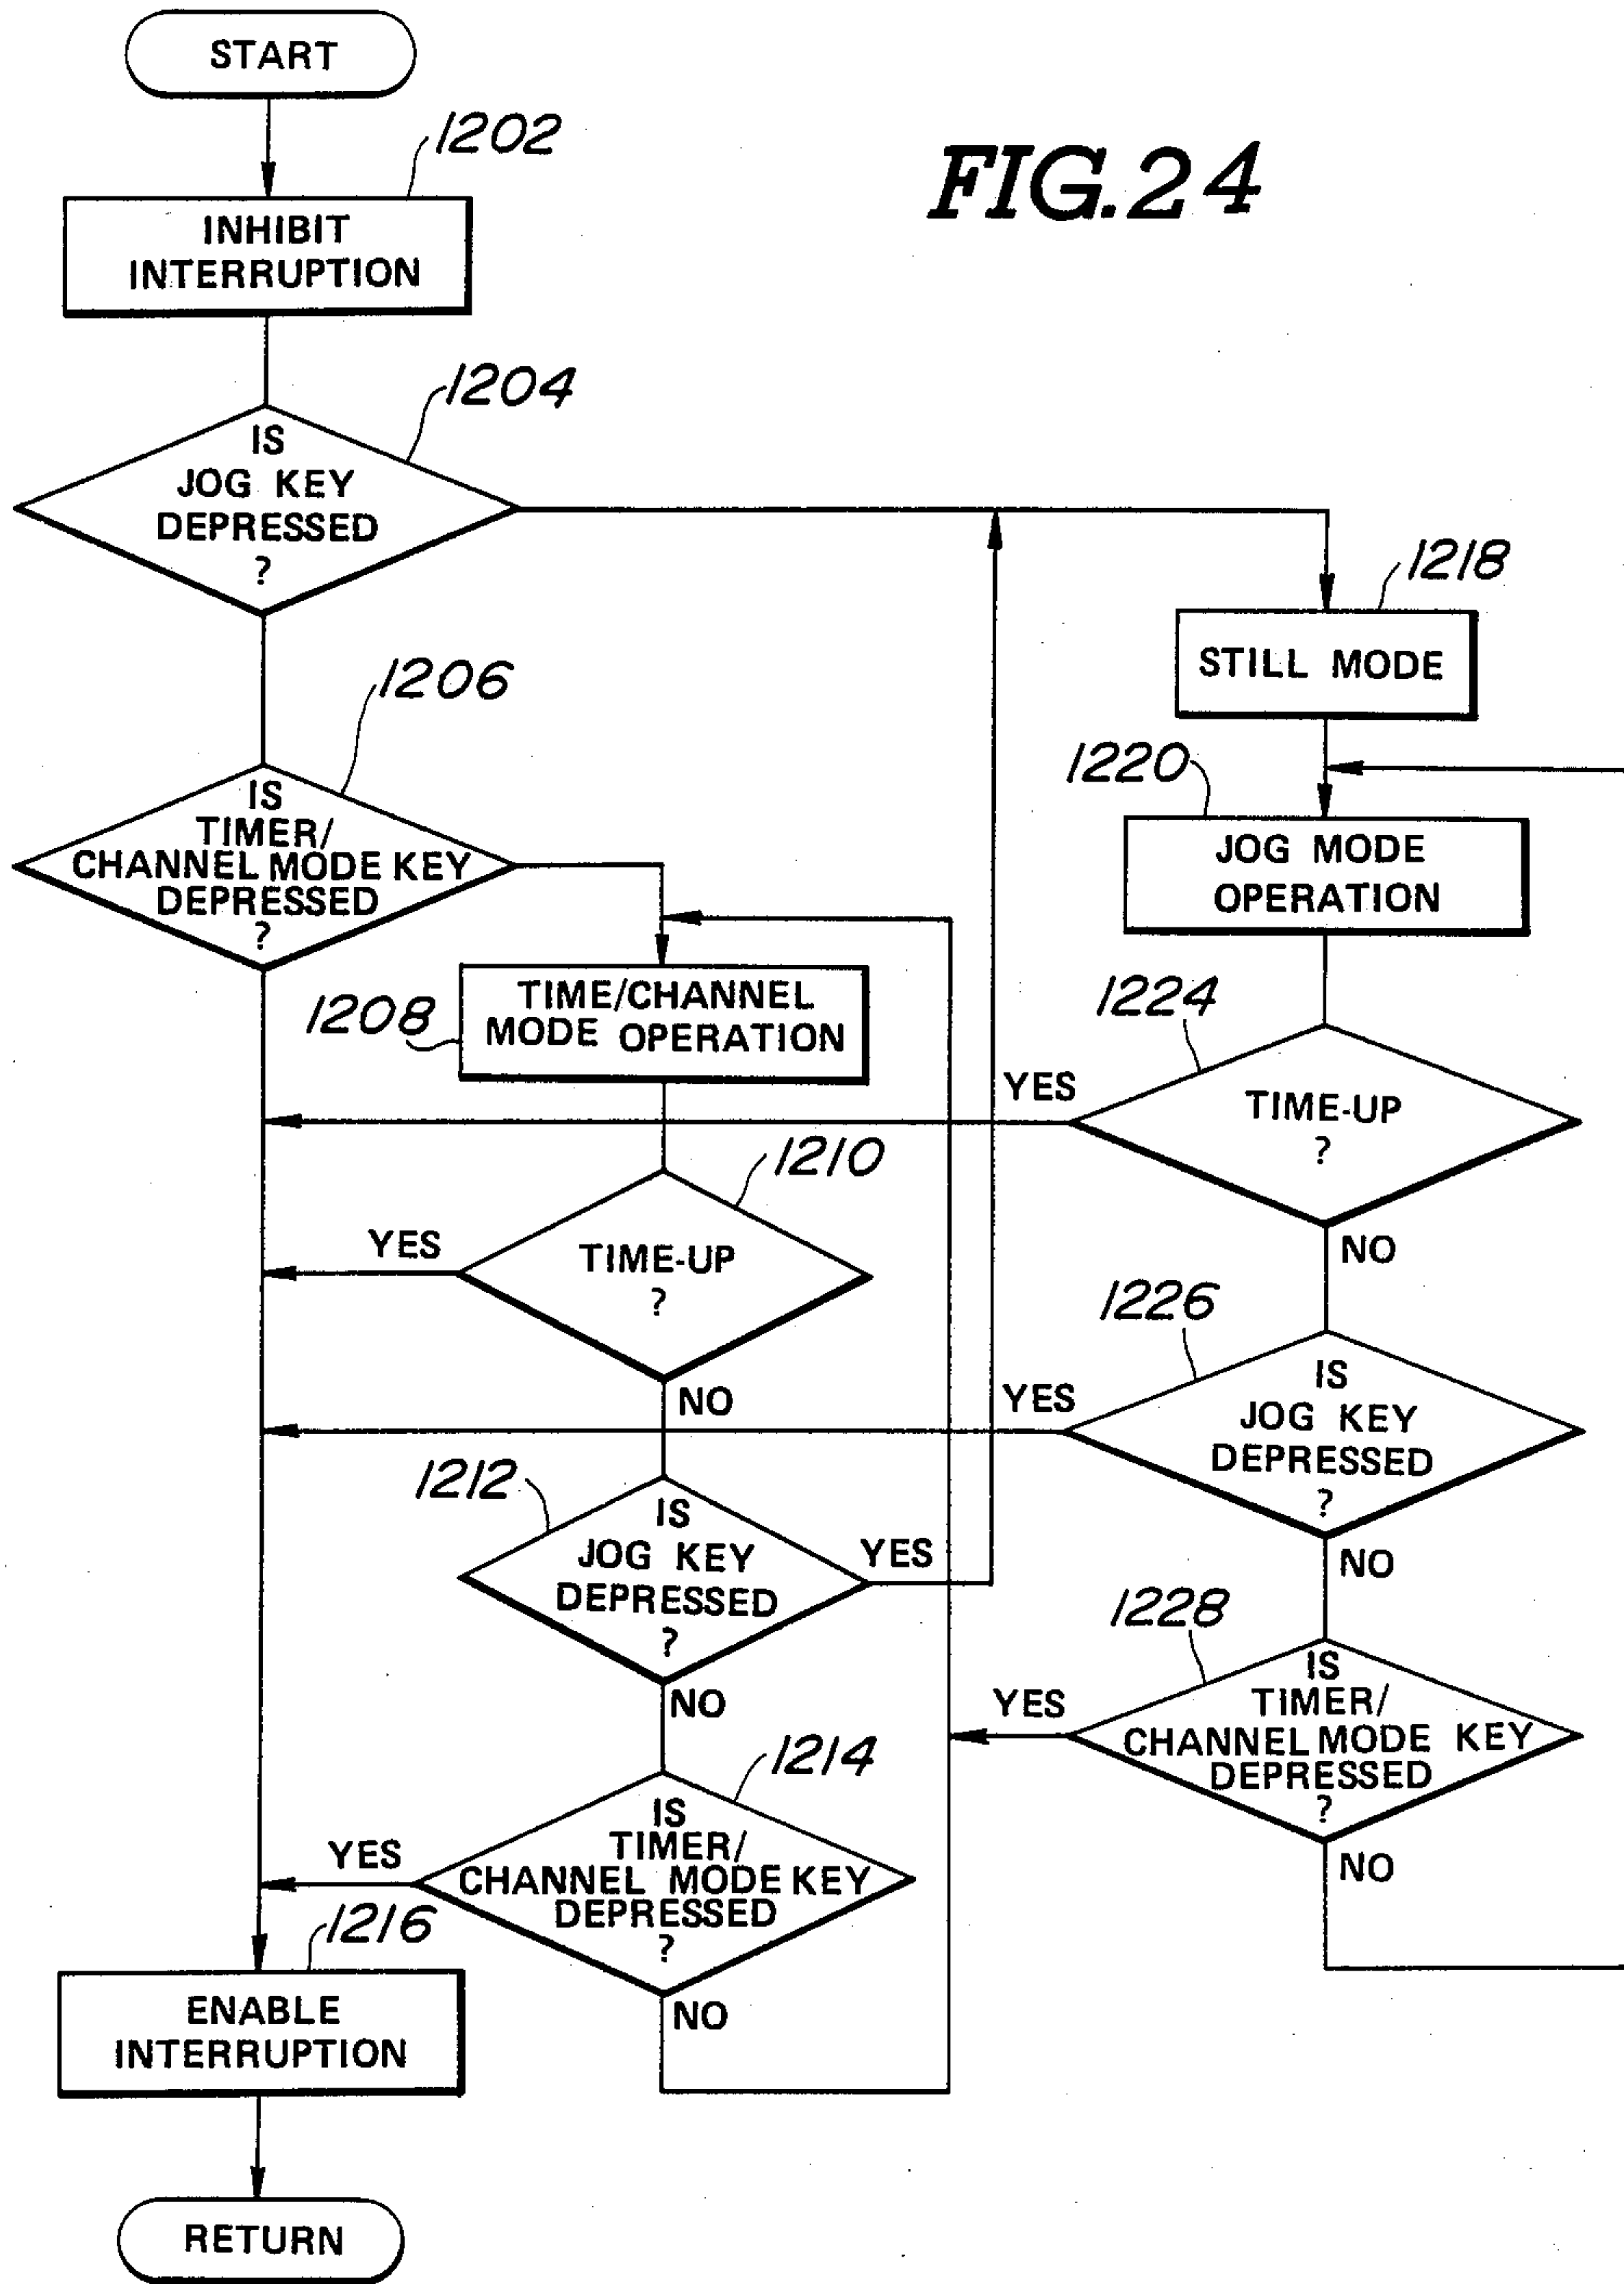 START
1202
FIG.24
INHIBIT
INTERRUPTION
1204
IS
JOG KEY
DEPRESSED
?
1218
STILL MODE
1206
IS
TIMER/
CHANNEL MODE KEY
DEPRESSED
?
1220
JOG MODE
OPERATION
1208
TIME/CHANNEL
MODE OPERATION
1224
YES
TIME-UP
?
NO
1210
YES
TIME-UP
?
NO
1226
YES
IS
JOG KEY
DEPRESSED
?
NO
1212
IS
JOG KEY
DEPRESSED
?
YES
NO
1228
YES
IS
TIMER/
CHANNEL MODE KEY
DEPRESSED
?
NO
1214
YES
IS
TIMER/
CHANNEL MODE KEY
DEPRESSED
?
NO
1216
ENABLE
INTERRUPTION
RETURN